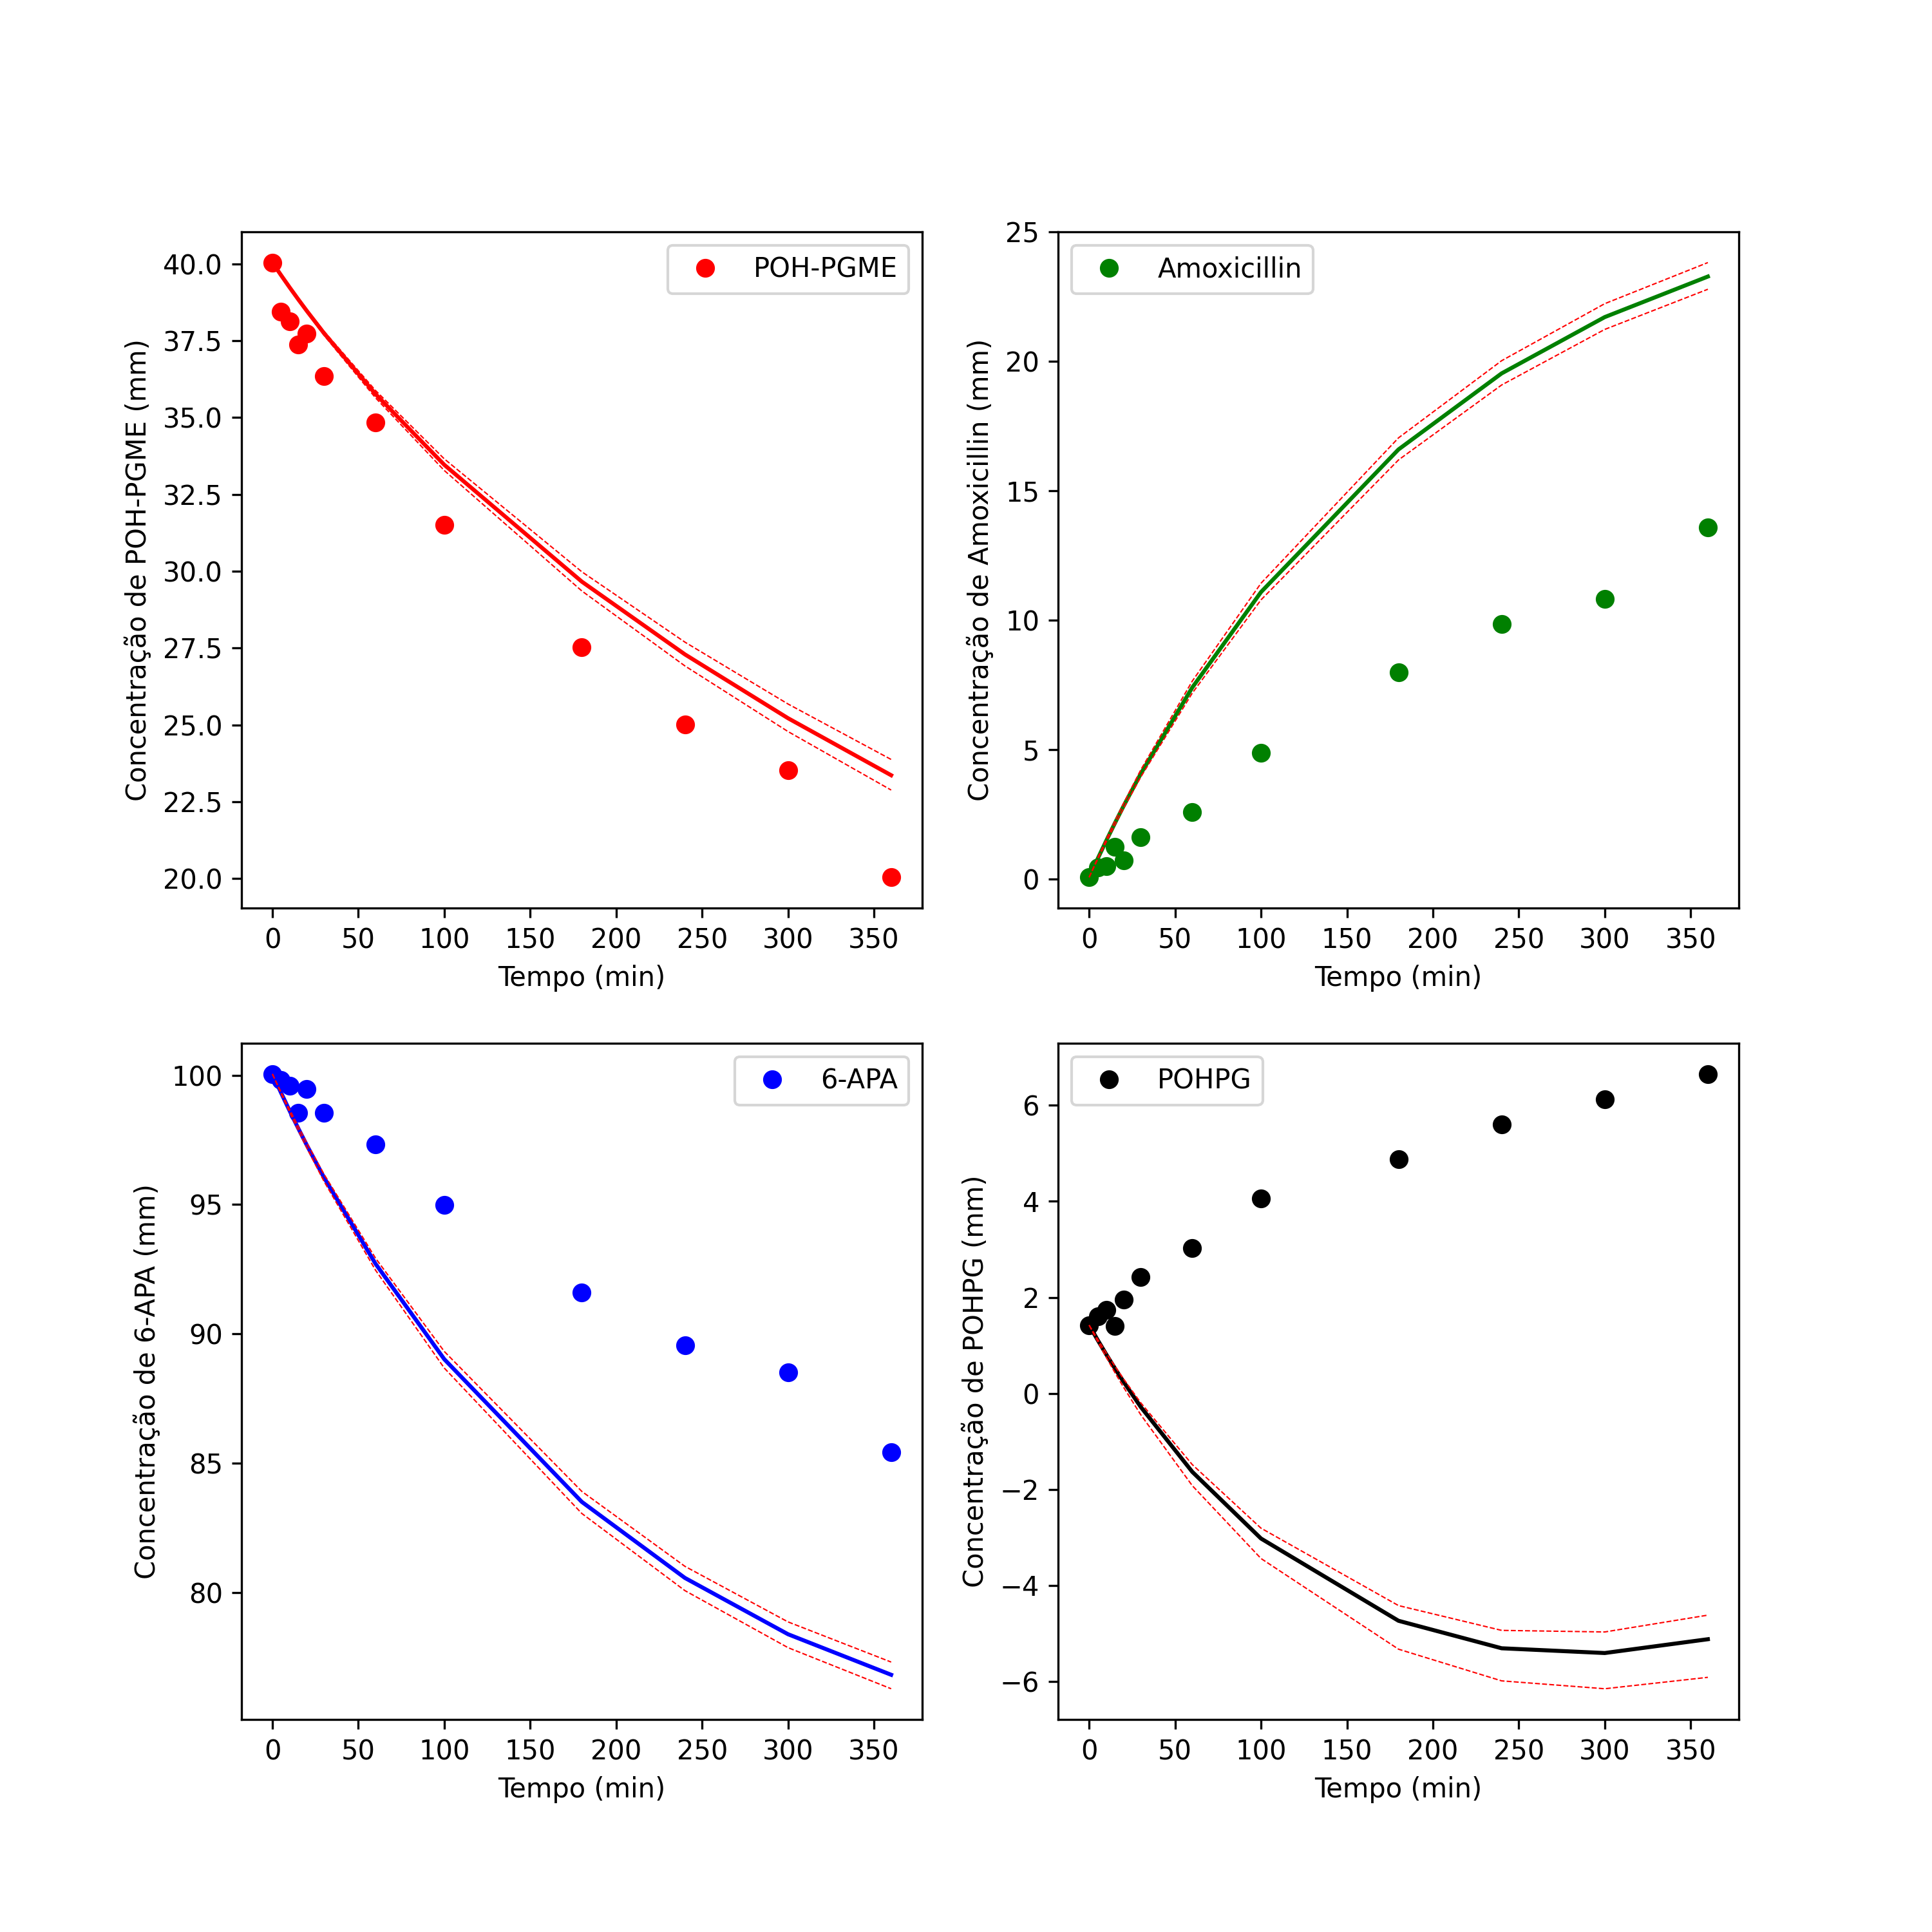 Concentração de POH-PGME (mm)
40.0
37.5
35.0
32.5
30.0
27.5
25.0
22.5
20.0
POH-PGME
0 50 100 150 200 250 300 350
Tempo (min)
Concentração de Amoxicillin (mm)
25
20
15
10
5
0
Amoxicillin
0 50 100 150 200 250 300 350
Tempo (min)
Concentração de 6-APA (mm)
100
95
90
85
80
6-APA
0 50 100 150 200 250 300 350
Tempo (min)
Concentração de POHPG (mm)
6
4
2
0
−2
−4
−6
POHPG
0 50 100 150 200 250 300 350
Tempo (min)